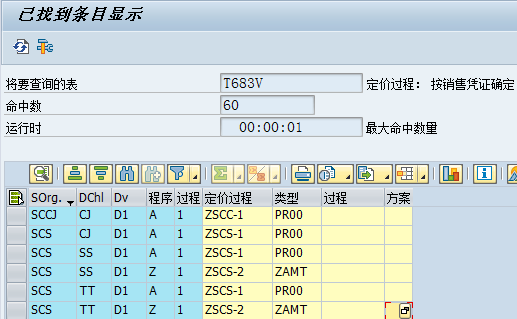 已找到条目显示
将要查询的表 T683V 定价过程: 按销售凭证确定
命中数 60
运行时 00:00:01 最大命中数量
SOrg. DChl Dv 程序 过程 定价过程 类型 过程 方案
SCCJ CJ D1 A 1 ZSCC-1 PR00
SCS CJ D1 A 1 ZSCS-1 PR00
SCS SS D1 A 1 ZSCS-1 PR00
SCS SS D1 Z 1 ZSCS-2 ZAMT
SCS TT D1 A 1 ZSCS-1 PR00
SCS TT D1 Z 1 ZSCS-2 ZAMT